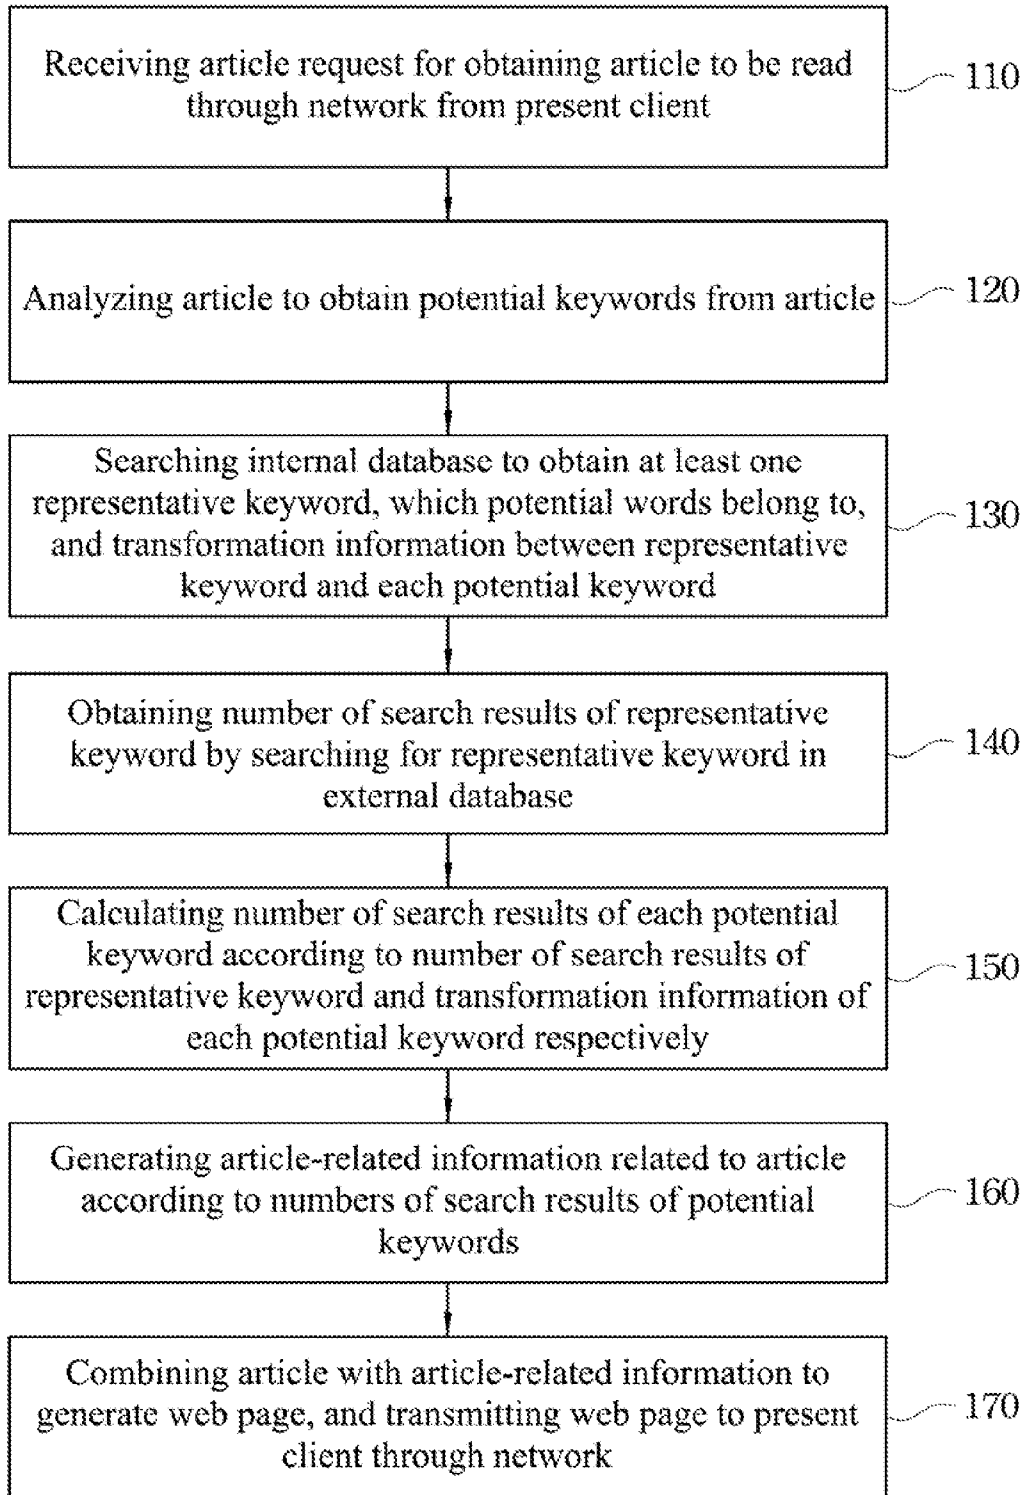 Receiving article request for obtaining article to be read
through network from present client
110
Analyzing article to obtain potential keywords from article
120
Searching internal database to obtain at least one
representative keyword, which potential words belong to,
and transformation information between representative
keyword and each potential keyword
130
Obtaining number of search results of representative
keyword by searching for representative keyword in
external database
140
Calculating number of search results of each potential
keyword according to number of search results of
representative keyword and transformation information of
each potential keyword respectively
150
Generating article-related information related to article
according to numbers of search results of potential
keywords
160
Combining article with article-related information to
generate web page, and transmitting web page to present
client through network
170